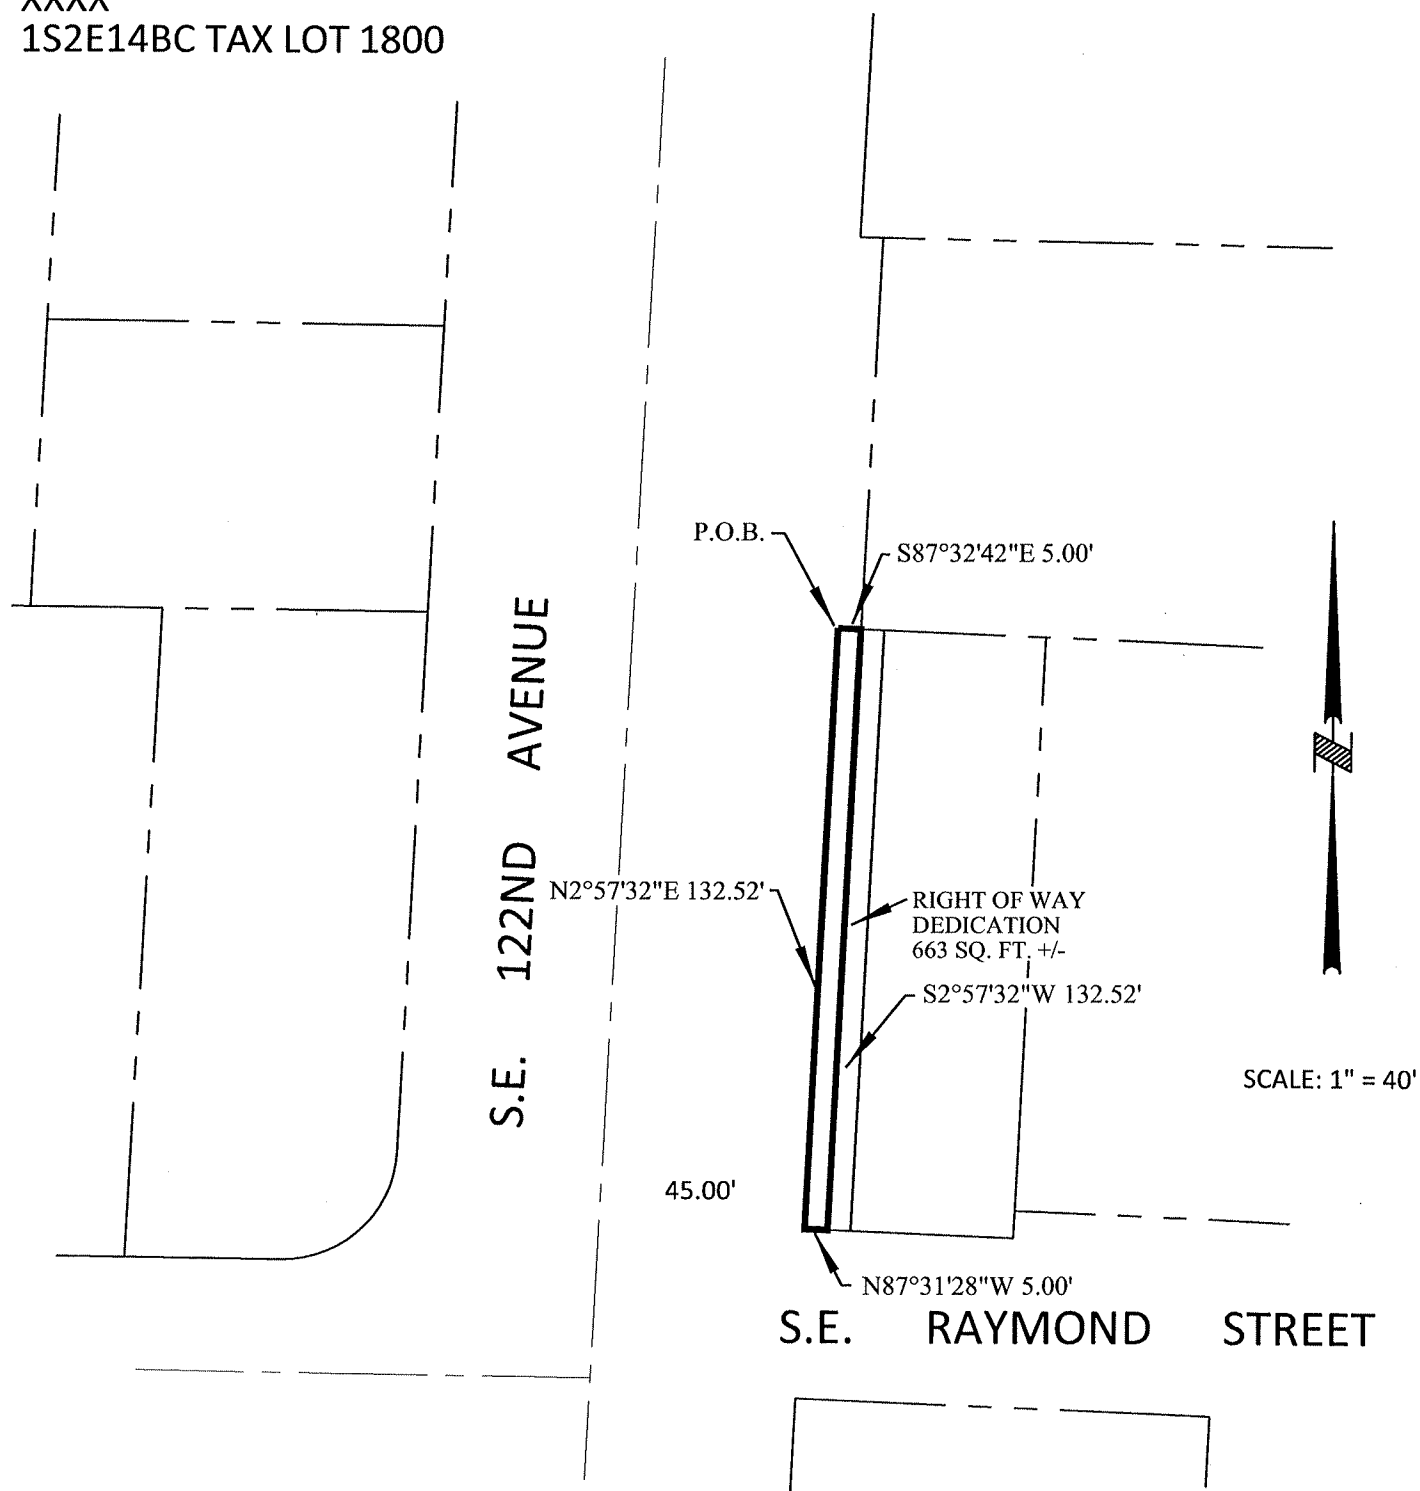 XXXX
1S2E14BC TAX LOT 1800
P.O.B.
S87°32'42"E 5.00'
S.E. 122ND AVENUE
N2°57'32"E 132.52'
RIGHT OF WAY
DEDICATION
663 SQ. FT. +/-
S2°57'32"W 132.52'
SCALE: 1" = 40'
45.00'
N87°31'28"W 5.00'
S.E. RAYMOND STREET